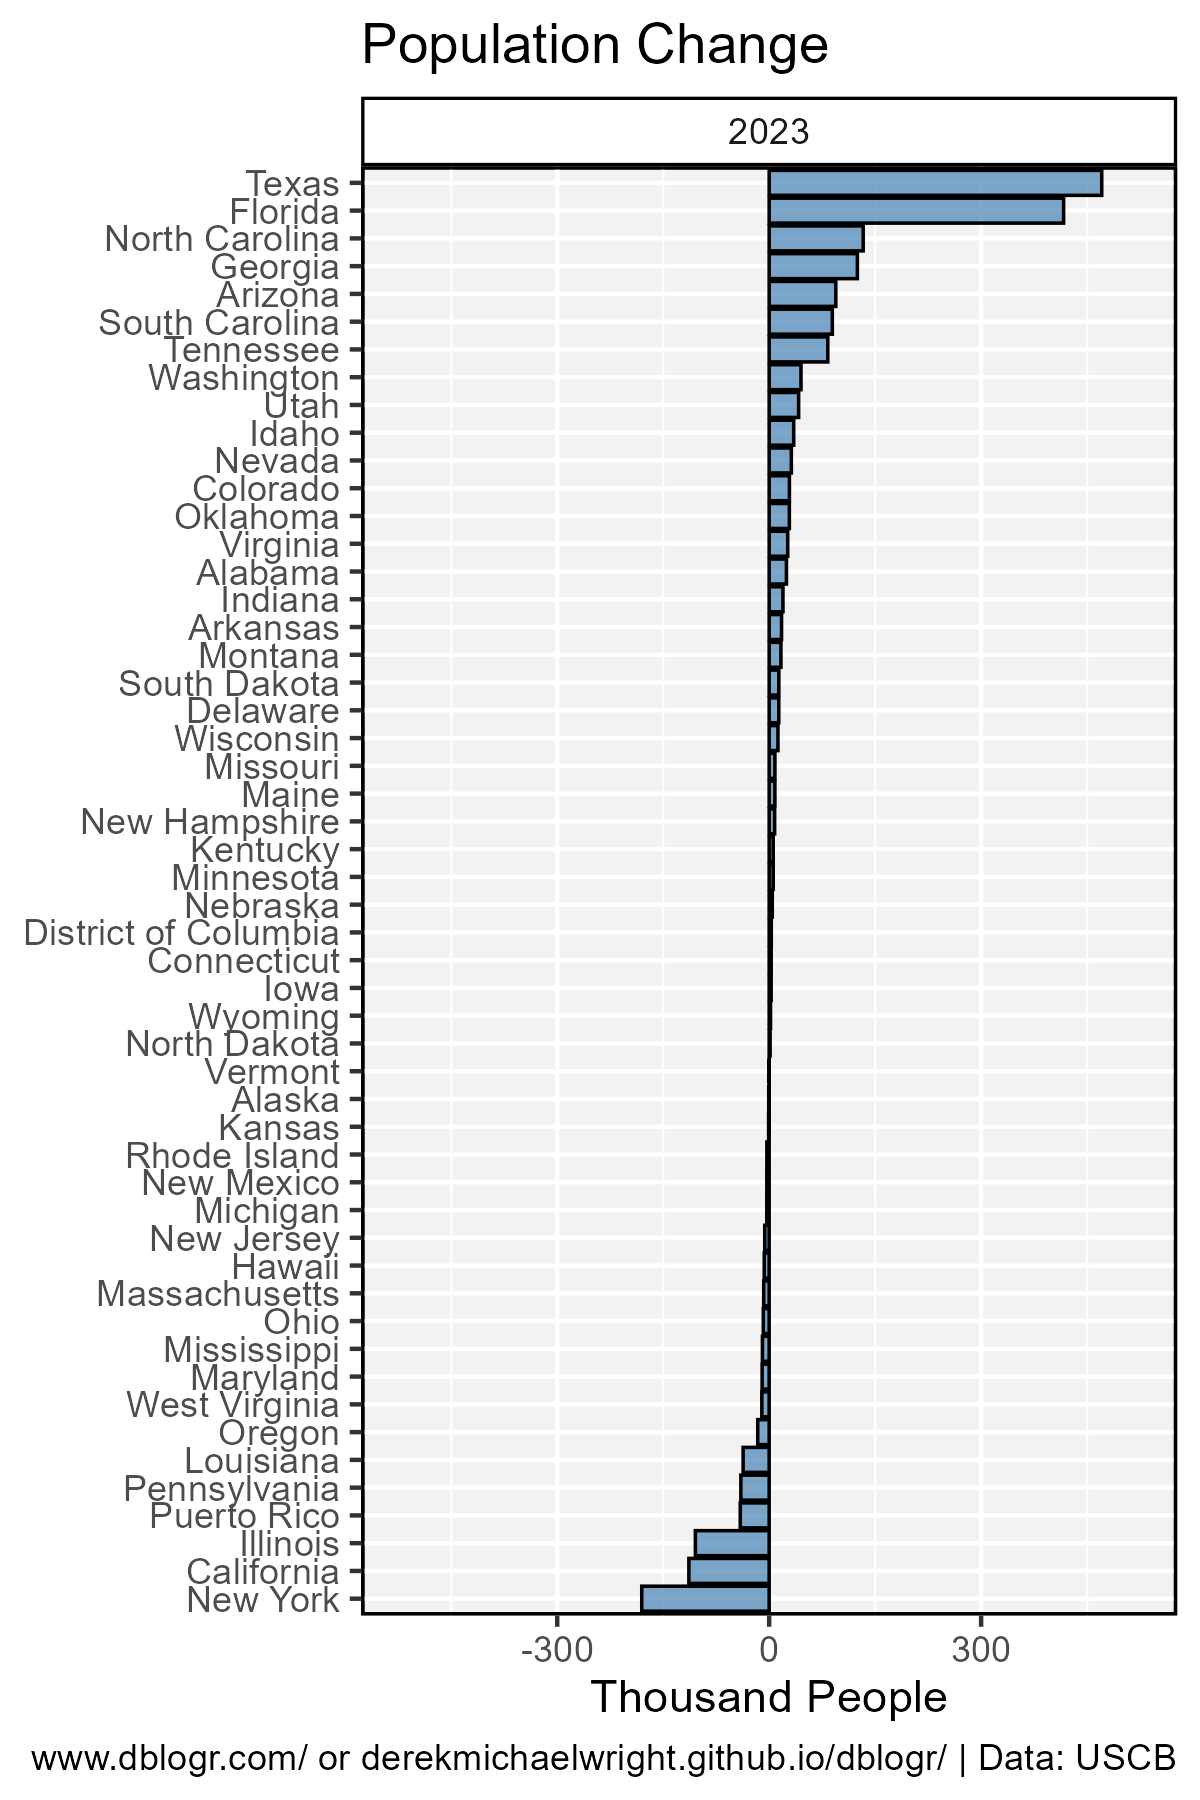 Population Change
2023
Texas
Florida
North Carolina
Georgia
Arizona
South Carolina
Tennessee
Washington
Utah
Idaho
Nevada
Colorado
Oklahoma
Virginia
Alabama
Indiana
Arkansas
Montana
South Dakota
Delaware
Wisconsin
Missouri
Maine
New Hampshire
Kentucky
Minnesota
Nebraska
District of Columbia
Connecticut
Iowa
Wyoming
North Dakota
Vermont
Alaska
Kansas
Rhode Island
New Mexico
Michigan
New Jersey
Hawaii
Massachusetts
Ohio
Mississippi
Maryland
West Virginia
Oregon
Louisiana
Pennsylvania
Puerto Rico
Illinois
California
New York
-300 0 300
Thousand People
www.dblogr.com/ or derekmichaelwright.github.io/dblogr/ | Data: USCB